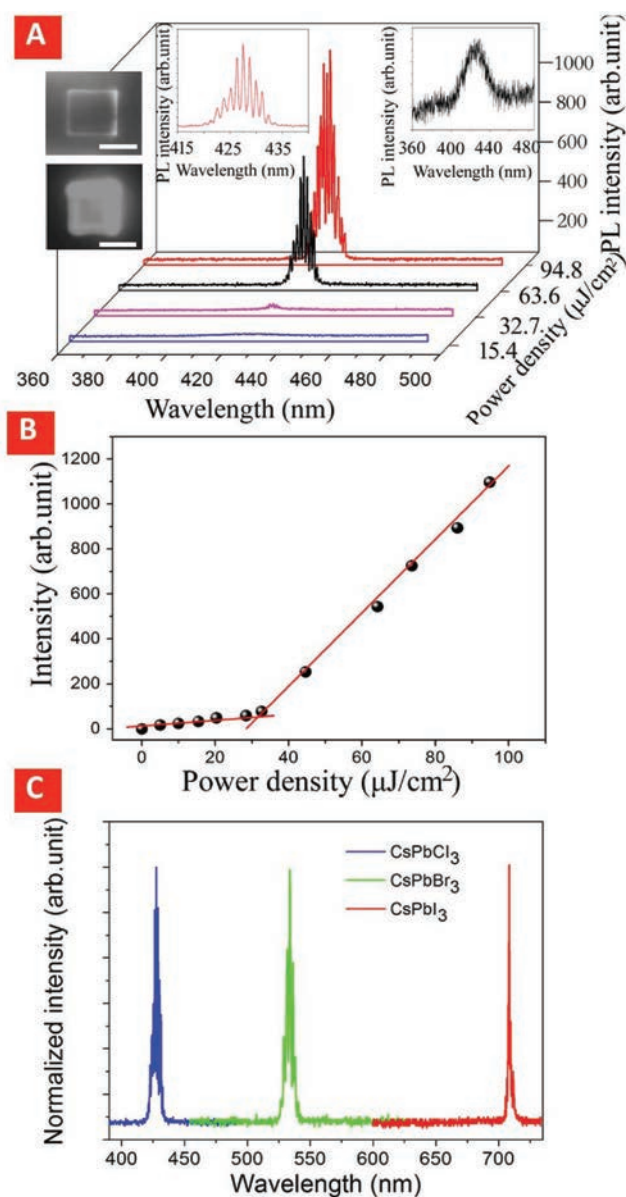 A
PL intensity (arb.unit)
415 425 435
Wavelength (nm)
PL intensity (arb.unit)
360 400 440 480
Wavelength (nm)
1000
800
600
400
200
PL intensity (arb.unit)
94.8
63.6
32.7
15.4
Power density (μJ/cm²)
360 380 400 420 440 460 480 500
Wavelength (nm)
B
Intensity (arb.unit)
1200
1000
800
600
400
200
0
0 20 40 60 80 100
Power density (μJ/cm²)
C
Normalized intensity (arb.unit)
CsPbCl₃
CsPbBr₃
CsPbI₃
400 450 500 550 600 650 700
Wavelength (nm)